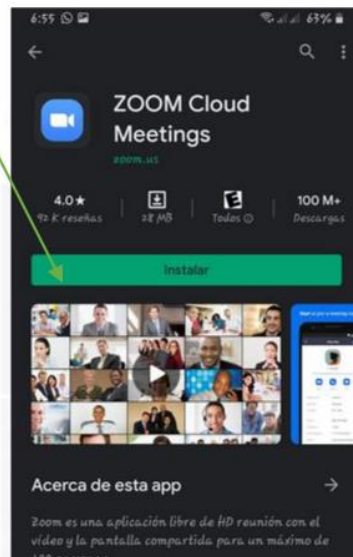 6:55
63%
ZOOM Cloud
Meetings
zoom.us
4.0★
92 K reseñas
28 MB
E
Todos
100 M+
Descargas
Instalar
Acerca de esta app
Zoom es una aplicación libre de HD reunión con el
vídeo y la pantalla compartida para un máximo de